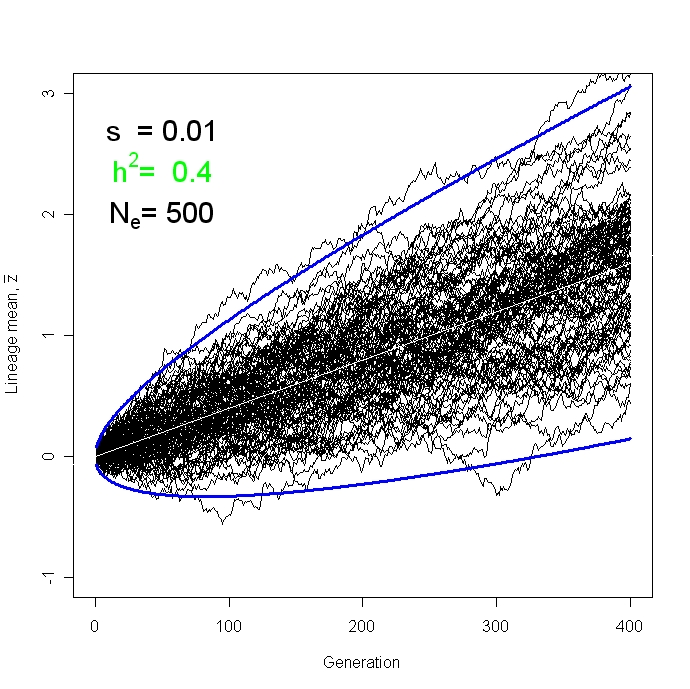 s = 0.01
h²= 0.4
Nₑ= 500
3
2
1
0
-1
Lineage mean, z̅
0 100 200 300 400
Generation